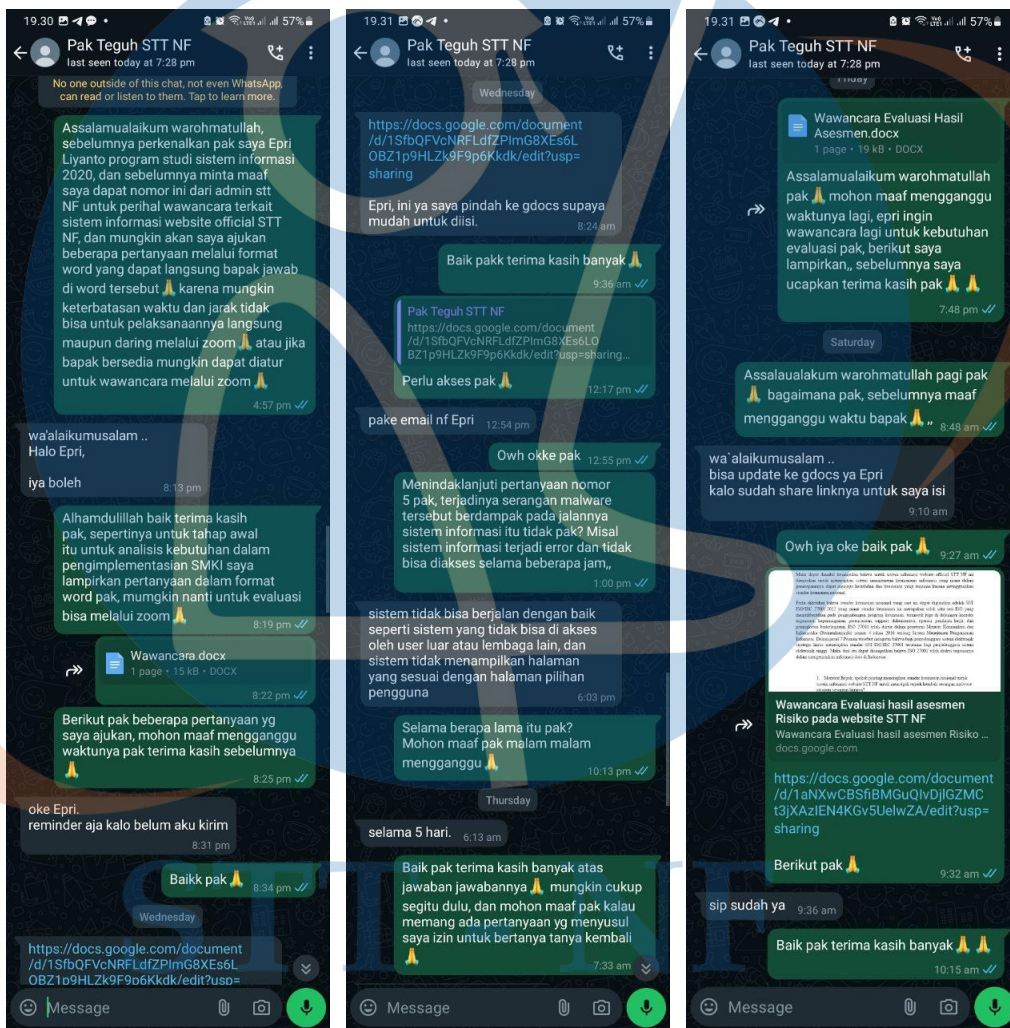 19.30
57%
Pak Teguh STT NF
last seen today at 7:28 pm
No one outside of this chat, not even WhatsApp,
can read or listen to them. Tap to learn more.
Assalamualaikum warohmatullah,
sebelumnya perkenalkan pak saya Epri
Liyanto program studi sistem informasi
2020, dan sebelumnya minta maaf
saya dapat nomor ini dari admin stt
NF untuk perihal wawancara terkait
sistem informasi website official STT
NF, dan mungkin akan saya ajukan
beberapa pertanyaan melalui format
word yang dapat langsung bapak jawab
di word tersebut 🙏 karena mungkin
keterbatasan waktu dan jarak tidak
bisa untuk pelaksanaannya langsung
maupun daring melalui zoom 🙏 atau jika
bapak bersedia mungkin dapat diatur
untuk wawancara melalui zoom 🙏
4:57 pm
wa'alaikumusalam ..
Halo Epri,
iya boleh
8:13 pm
Alhamdulillah baik terima kasih
pak, sepertinya untuk tahap awal
itu untuk analisis kebutuhan dalam
pengimplementasian SMKI saya
lampirkan pertanyaan dalam format
word pak, mumgkin nanti untuk evaluasi
bisa melalui zoom 🙏
8:19 pm
Wawancara.docx
1 page • 15 kB • DOCX
8:22 pm
Berikut pak beberapa pertanyaan yg
saya ajukan, mohon maaf mengganggu
waktunya pak terima kasih sebelumnya
🙏
8:25 pm
oke Epri.
reminder aja kalo belum aku kirim
8:31 pm
Baikk pak 🙏
8:34 pm
Wednesday
https://docs.google.com/document
/d/1SfbQFVcNRFLdfZPImG8XEs6L
OBZ1p9HLZk9F9p6Kkdk/edit?usp=
Message
19.31
57%
Pak Teguh STT NF
last seen today at 7:28 pm
Wednesday
https://docs.google.com/document
/d/1SfbQFVcNRFLdfZPImG8XEs6L
OBZ1p9HLZk9F9p6Kkdk/edit?usp=
sharing
Epri, ini ya saya pindah ke gdocs supaya
mudah untuk diisi.
8:24 am
Baik pakk terima kasih banyak 🙏
9:36 am
Pak Teguh STT NF
https://docs.google.com/document
/d/1SfbQFVcNRFLdfZPImG8XEs6LO
BZ1p9HLZk9F9p6Kkdk/edit?usp=sharing...
Perlu akses pak 🙏
12:17 pm
pake email nf Epri
12:54 pm
Owh okke pak
12:55 pm
Menindaklanjuti pertanyaan nomor
5 pak, terjadinya serangan malware
tersebut berdampak pada jalannya
sistem informasi itu tidak pak? Misal
sistem informasi terjadi error dan tidak
bisa diakses selama beberapa jam,,
1:00 pm
sistem tidak bisa berjalan dengan baik
seperti sistem yang tidak bisa di akses
oleh user luar atau lembaga lain, dan
sistem tidak menampilkan halaman
yang sesuai dengan halaman pilihan
pengguna
6:03 pm
Selama berapa lama itu pak?
Mohon maaf pak malam malam
mengganggu 🙏
10:13 pm
Thursday
selama 5 hari.
6:13 am
Baik pak terima kasih banyak atas
jawaban jawabannya 🙏 mungkin cukup
segitu dulu, dan mohon maaf pak kalau
memang ada pertanyaan yg menyusul
saya izin untuk bertanya tanya kembali
🙏
7:33 am
Message
19.31
57%
Pak Teguh STT NF
last seen today at 7:28 pm
Friday
Wawancara Evaluasi Hasil
Asesmen.docx
1 page • 19 kB • DOCX
Assalamualaikum warohmatullah
pak 🙏 mohon maaf mengganggu
waktunya lagi, epri ingin
wawancara lagi untuk kebutuhan
evaluasi pak, berikut saya
lampirkan,, sebelumnya saya
ucapkan terima kasih pak 🙏 🙏
7:48 pm
Saturday
Assalaualakum warohmatullah pagi pak
🙏 bagaimana pak, sebelumnya maaf
mengganggu waktu bapak 🙏 ,,
8:48 am
wa`alaikumusalam ..
bisa update ke gdocs ya Epri
kalo sudah share linknya untuk saya isi
9:10 am
Owh iya oke baik pak 🙏
9:27 am
Wawancara Evaluasi hasil asesmen
Risiko pada website STT NF
Wawancara Evaluasi hasil asesmen Risiko ...
docs.google.com
https://docs.google.com/document
/d/1aNXwCBSfiBMGuQIvDjlGZMC
t3jXAzIEN4KGv5UelwZA/edit?usp=
sharing
Berikut pak 🙏
9:32 am
sip sudah ya
9:36 am
Baik pak terima kasih banyak 🙏 🙏
10:15 am
Message
STT NF